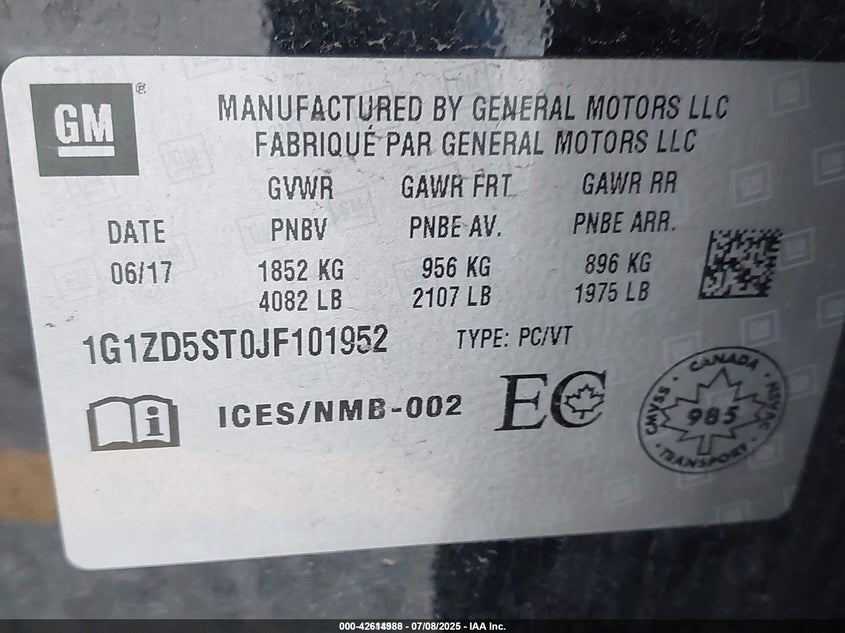 GM®
MANUFACTURED BY GENERAL MOTORS LLC
FABRIQUÉ PAR GENERAL MOTORS LLC
DATE GVWR GAWR FRT GAWR RR
PNBV PNBE AV. PNBE ARR.
06/17 1852 KG 956 KG 896 KG
4082 LB 2107 LB 1975 LB
1G1ZD5ST0JF101952 TYPE: PC/VT
i ICES/NMB-002 EC
CANADA
CMVSS 985 NSVAC
TRANSPORT
000-42614988 - 07/08/2025 - IAA Inc.